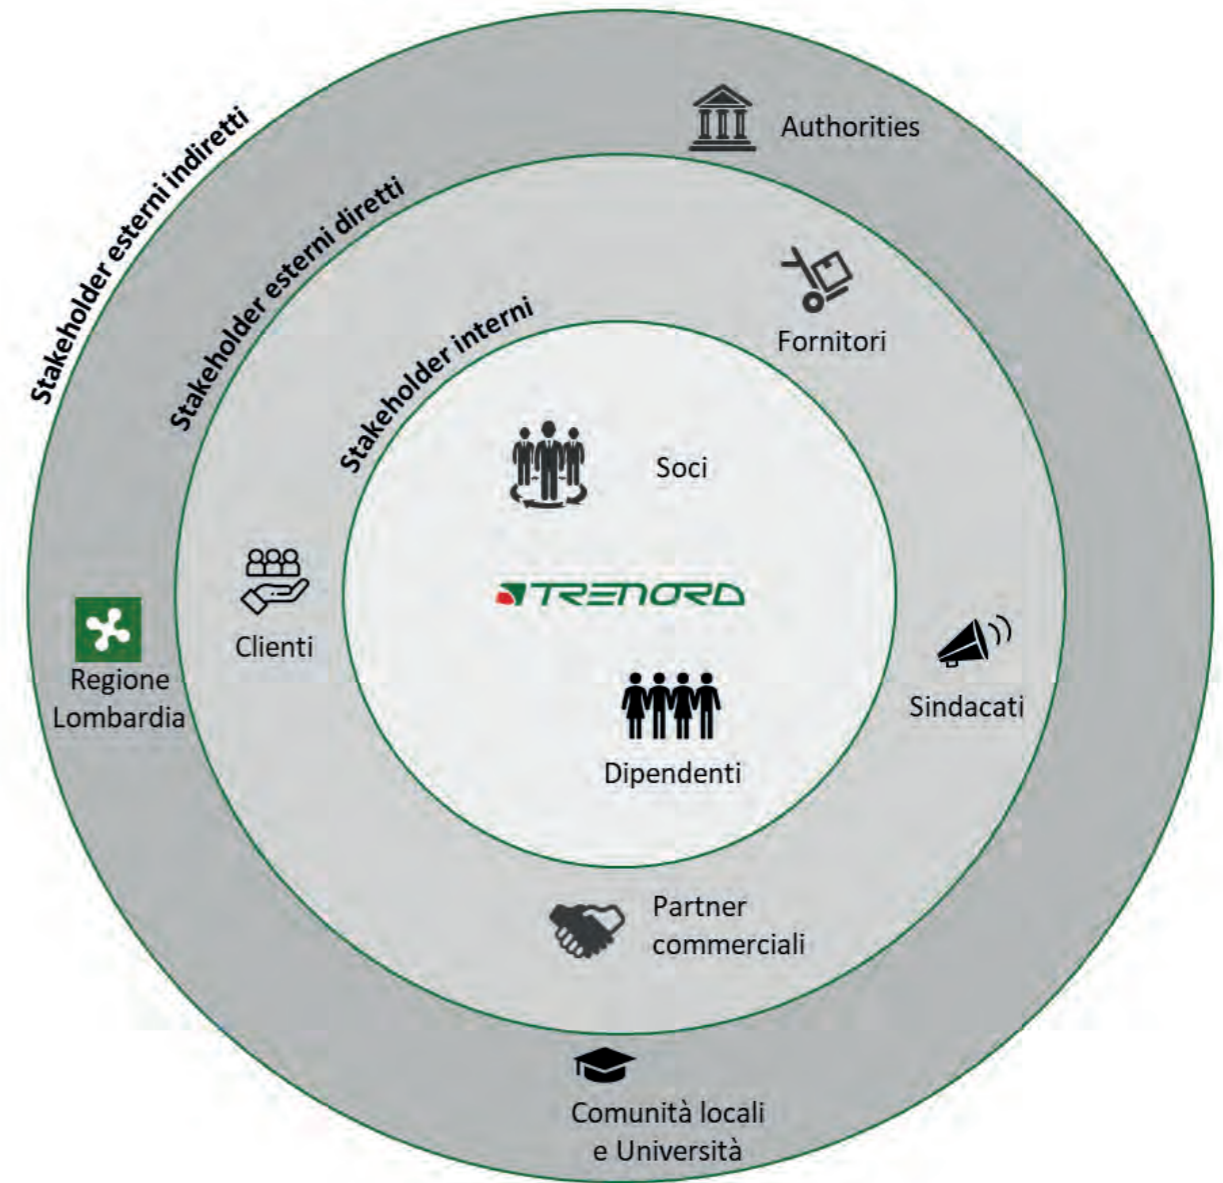 Stakeholder esterni indiretti
Stakeholder esterni diretti
Stakeholder interni
Authorities
Fornitori
Soci
TRENORD
Clienti
Regione
Lombardia
Sindacati
Dipendenti
Partner
commerciali
Comunità locali
e Università